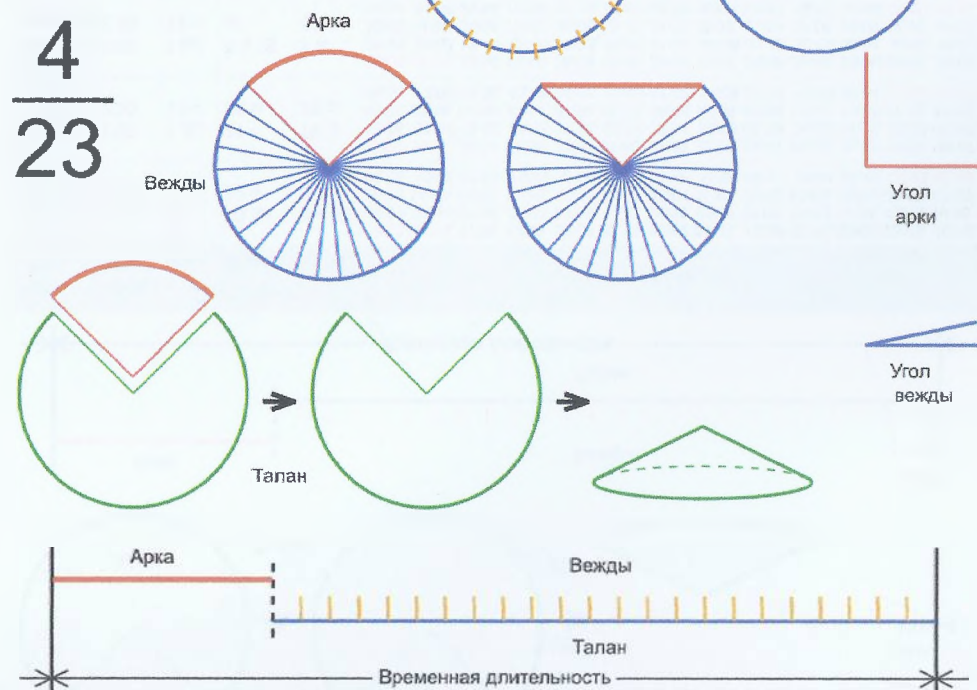 4
23
Арка
Вежды
Угол
арки
Угол
вежды
Талан
Арка
Вежды
Талан
Временная длительность